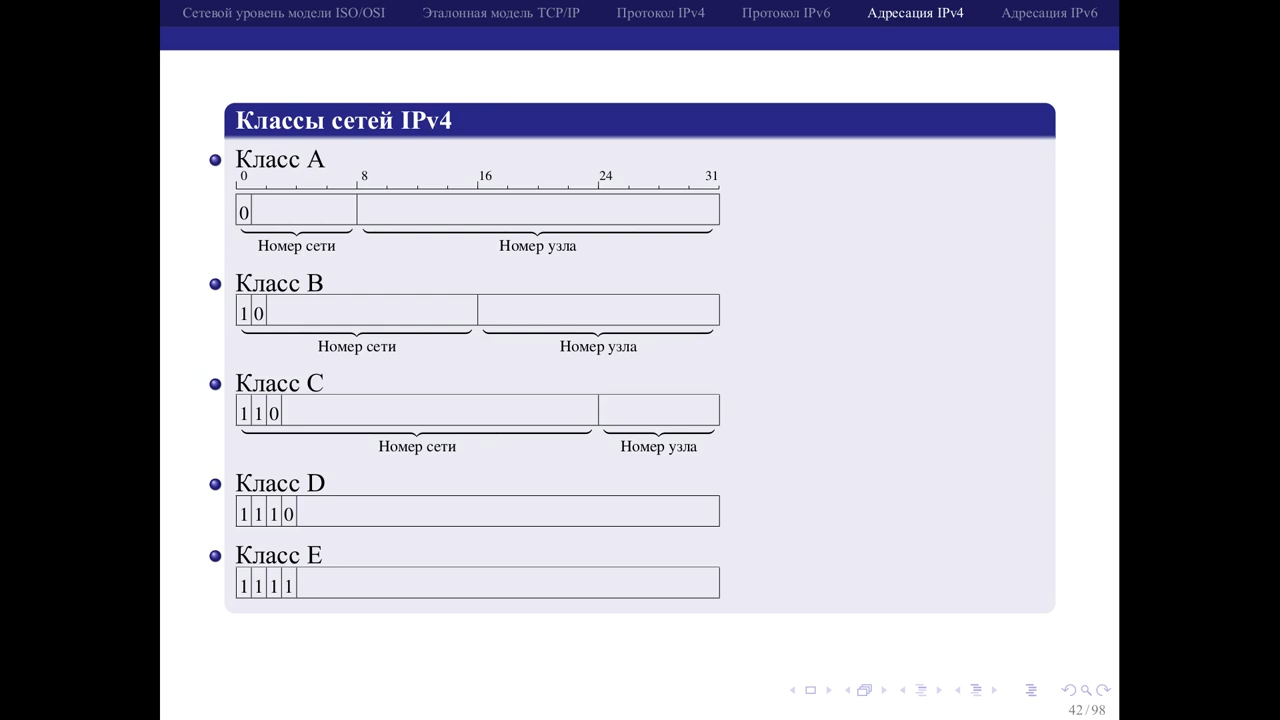 Сетевой уровень модели ISO/OSI Эталонная модель TCP/IP Протокол IPv4 Протокол IPv6 Адресация IPv4 Адресация IPv6
Классы сетей IPv4
Класс A
0 8 16 24 31
0
Номер сети Номер узла
Класс B
1 0
Номер сети Номер узла
Класс C
1 1 0
Номер сети Номер узла
Класс D
1 1 1 0
Класс E
1 1 1 1
42 / 98